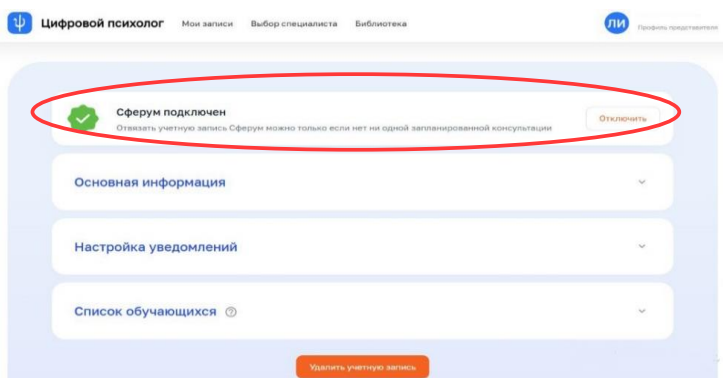 Ψ Цифровой психолог Мои записи Выбор специалиста Библиотека ЛИ Профиль представителя
Сферум подключен
Отвязать учетную запись Сферум можно только если нет ни одной запланированной консультации
Отключить
Основная информация
Настройка уведомлений
Список обучающихся ?
Удалить учетную запись